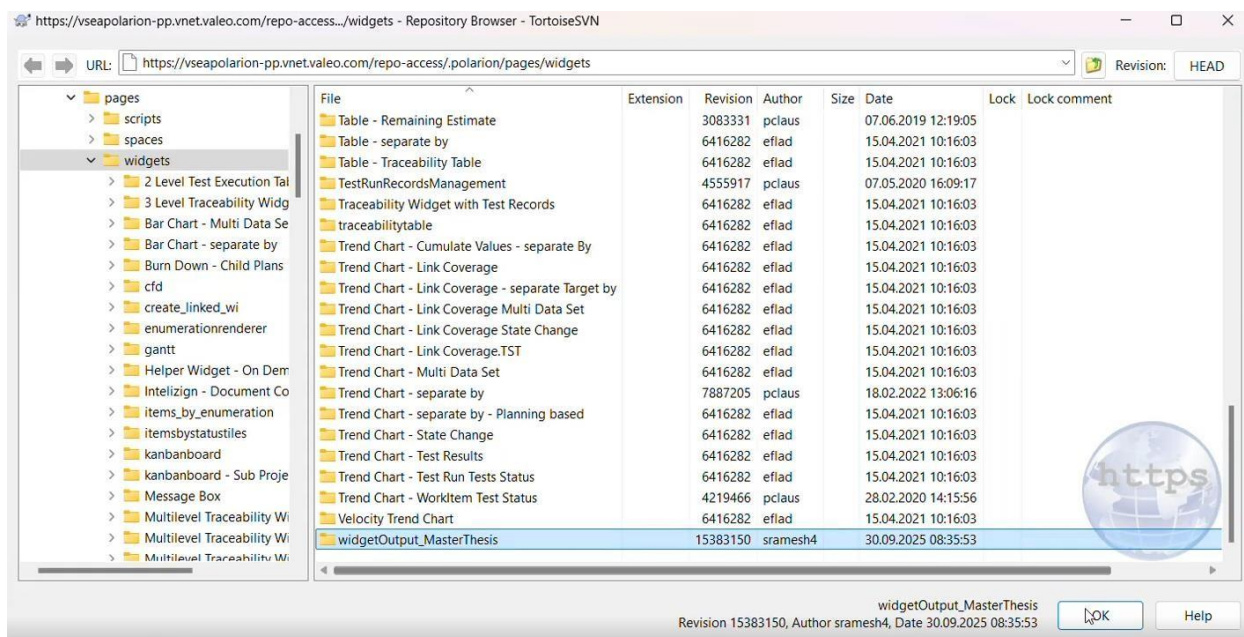 https://vseapolarion-pp.vnet.valeo.com/repo-access.../widgets - Repository Browser - TortoiseSVN
URL: https://vseapolarion-pp.vnet.valeo.com/repo-access/.polarion/pages/widgets Revision: HEAD
pages
scripts
spaces
widgets
2 Level Test Execution Tal
3 Level Traceability Widg
Bar Chart - Multi Data Se
Bar Chart - separate by
Burn Down - Child Plans
cfd
create_linked_wi
enumerationrenderer
gantt
Helper Widget - On Dem
Intelizign - Document Co
items_by_enumeration
itemsbystatustiles
kanbanboard
kanbanboard - Sub Proje
Message Box
Multilevel Traceability Wi
Multilevel Traceability Wi
Multilevel Traceability Wi
File Extension Revision Author Size Date Lock Lock comment
Table - Remaining Estimate 3083331 pclaus 07.06.2019 12:19:05
Table - separate by 6416282 eflad 15.04.2021 10:16:03
Table - Traceability Table 6416282 eflad 15.04.2021 10:16:03
TestRunRecordsManagement 4555917 pclaus 07.05.2020 16:09:17
Traceability Widget with Test Records 6416282 eflad 15.04.2021 10:16:03
traceabilitytable 6416282 eflad 15.04.2021 10:16:03
Trend Chart - Cumulate Values - separate By 6416282 eflad 15.04.2021 10:16:03
Trend Chart - Link Coverage 6416282 eflad 15.04.2021 10:16:03
Trend Chart - Link Coverage - separate Target by 6416282 eflad 15.04.2021 10:16:03
Trend Chart - Link Coverage Multi Data Set 6416282 eflad 15.04.2021 10:16:03
Trend Chart - Link Coverage State Change 6416282 eflad 15.04.2021 10:16:03
Trend Chart - Link Coverage.TST 6416282 eflad 15.04.2021 10:16:03
Trend Chart - Multi Data Set 6416282 eflad 15.04.2021 10:16:03
Trend Chart - separate by 7887205 pclaus 18.02.2022 13:06:16
Trend Chart - separate by - Planning based 6416282 eflad 15.04.2021 10:16:03
Trend Chart - State Change 6416282 eflad 15.04.2021 10:16:03
Trend Chart - Test Results 6416282 eflad 15.04.2021 10:16:03
Trend Chart - Test Run Tests Status 6416282 eflad 15.04.2021 10:16:03
Trend Chart - WorkItem Test Status 4219466 pclaus 28.02.2020 14:15:56
Velocity Trend Chart 6416282 eflad 15.04.2021 10:16:03
widgetOutput_MasterThesis 15383150 sramesh4 30.09.2025 08:35:53
https
widgetOutput_MasterThesis
Revision 15383150, Author sramesh4, Date 30.09.2025 08:35:53
OK Help